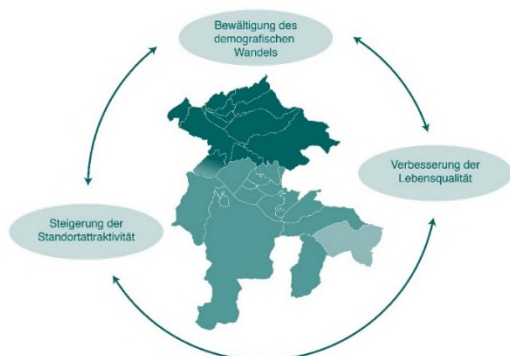 Bewältigung des
demografischen
Wandels
Verbesserung der
Lebensqualität
Steigerung der
Standortattraktivität